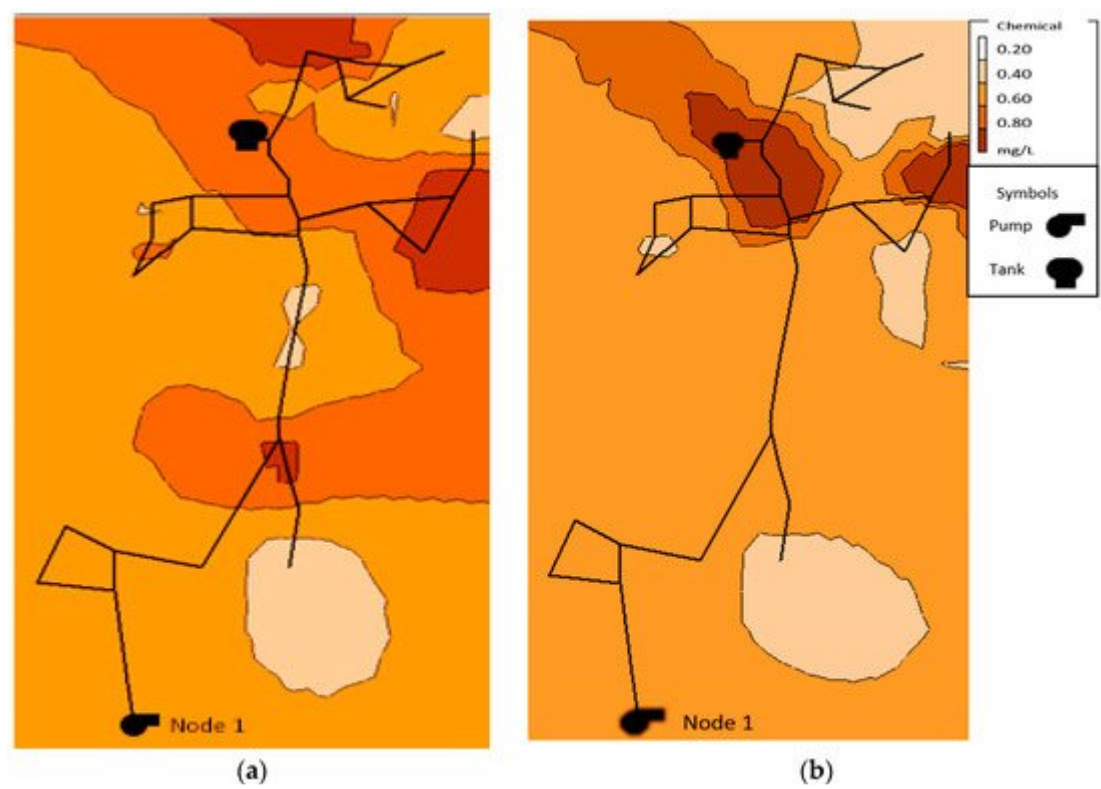 Chemical
0.20
0.40
0.60
0.80
mg/L
Symbols
Pump
Tank
Node 1
Node 1
(a)
(b)